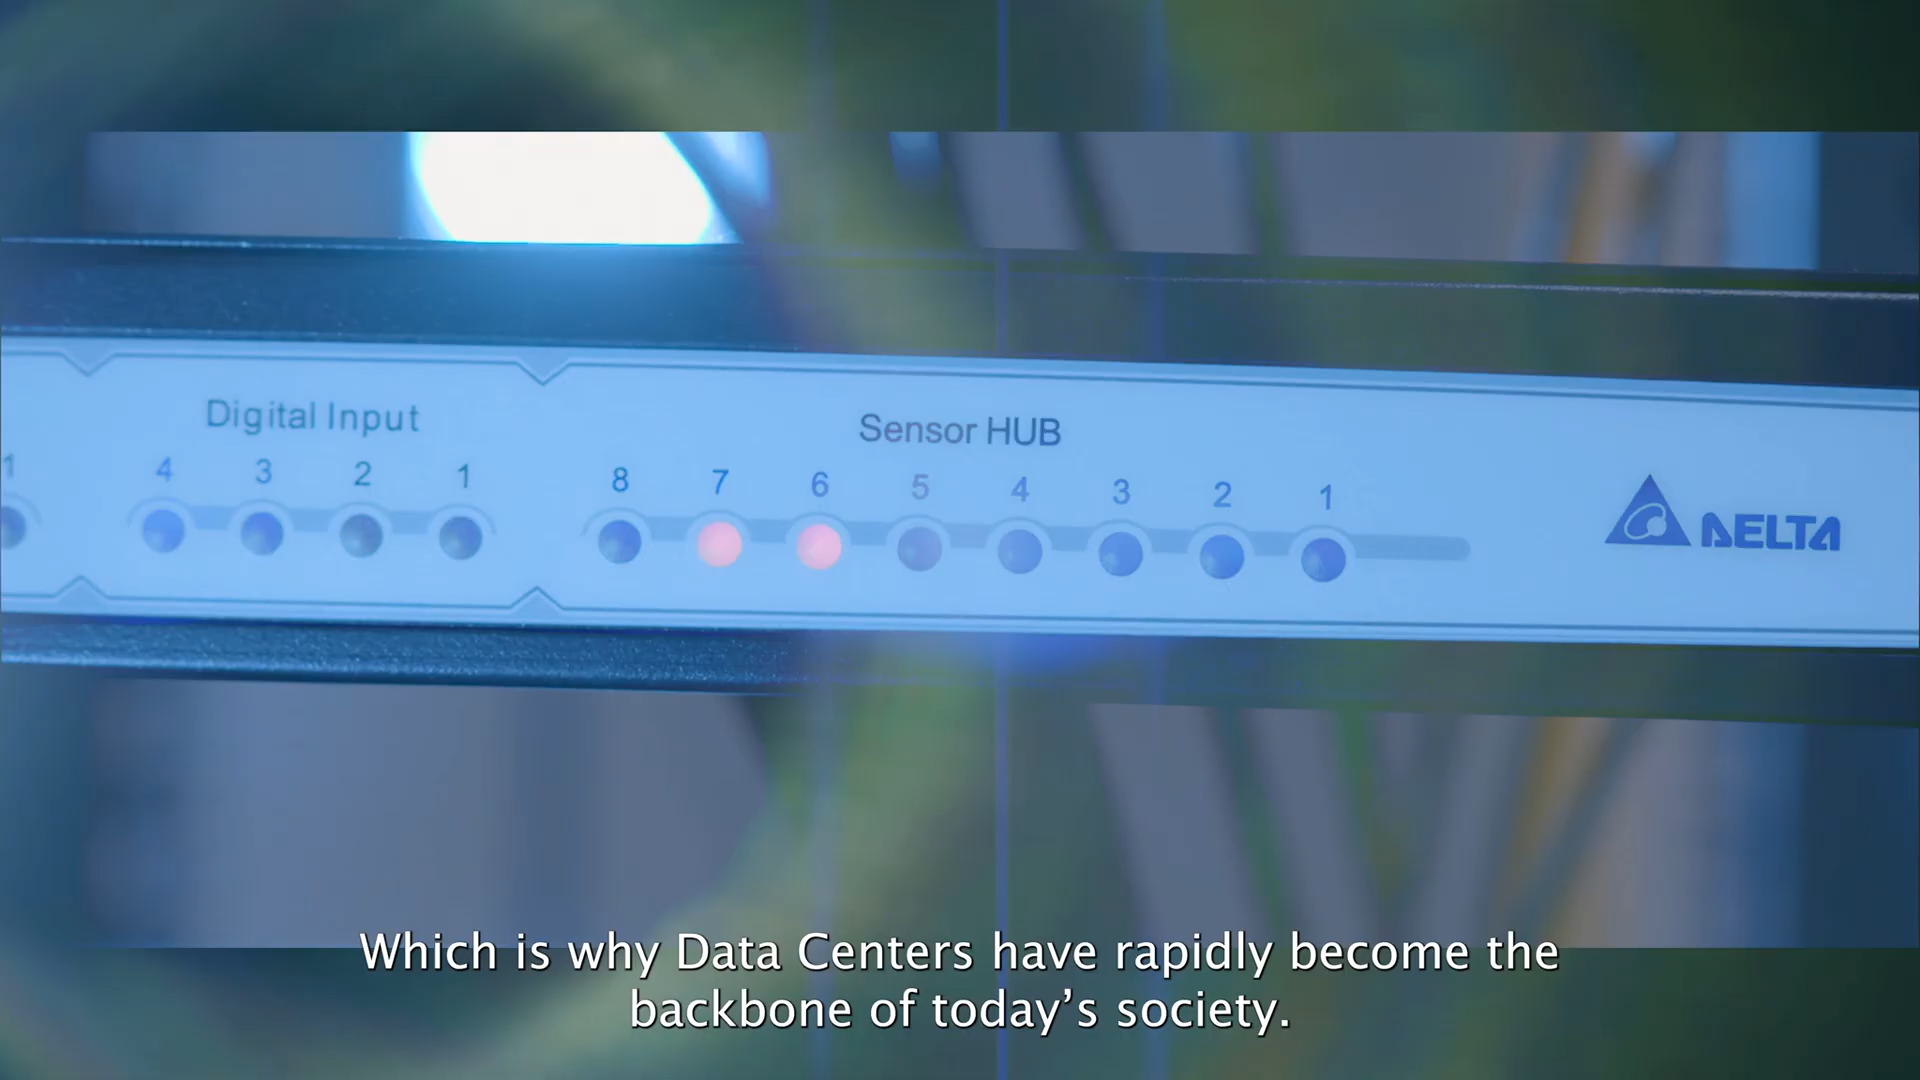 Digital Input
Sensor HUB
1
4 3 2 1
8 7 6 5 4 3 2 1
DELTA
Which is why Data Centers have rapidly become the
backbone of today’s society.